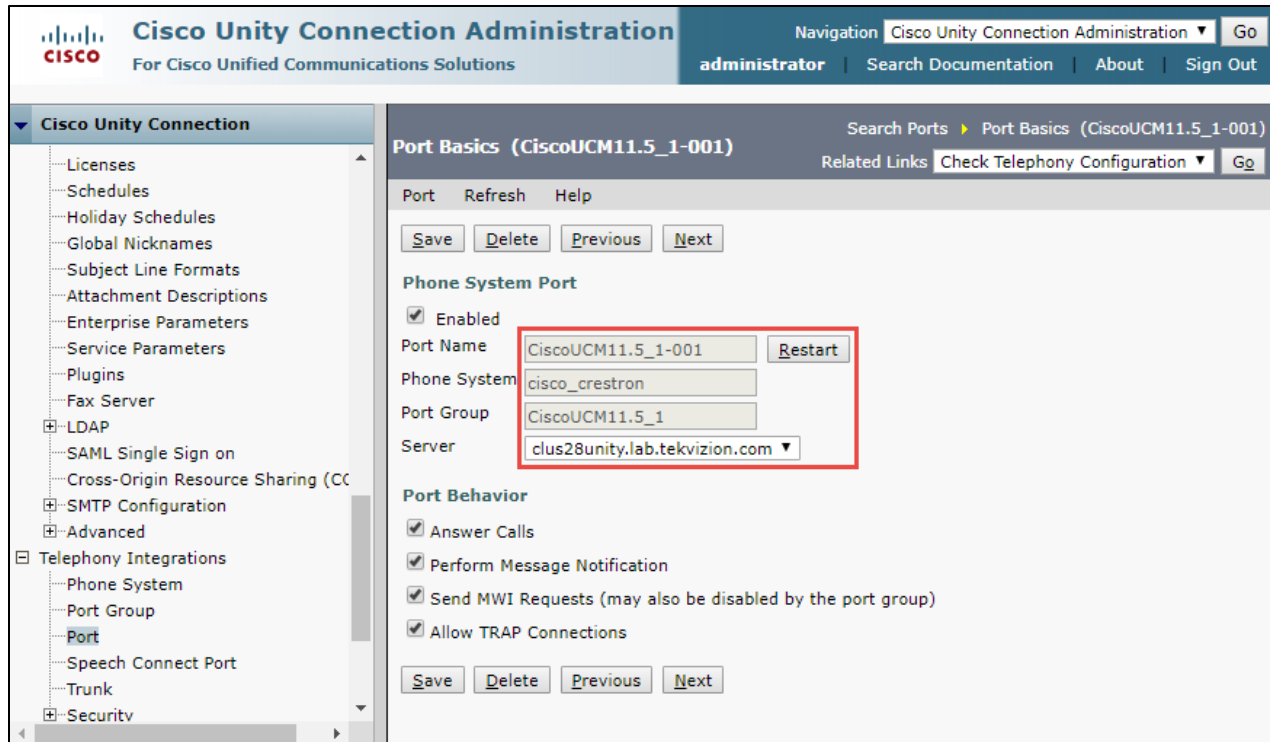 CISCO
Cisco Unity Connection Administration
For Cisco Unified Communications Solutions
Navigation Cisco Unity Connection Administration Go
administrator | Search Documentation | About | Sign Out
Cisco Unity Connection
Licenses
Schedules
Holiday Schedules
Global Nicknames
Subject Line Formats
Attachment Descriptions
Enterprise Parameters
Service Parameters
Plugins
Fax Server
LDAP
SAML Single Sign on
Cross-Origin Resource Sharing (CO
SMTP Configuration
Advanced
Telephony Integrations
Phone System
Port Group
Port
Speech Connect Port
Trunk
Security
Port Basics (CiscoUCM11.5_1-001)
Search Ports Port Basics (CiscoUCM11.5_1-001)
Related Links Check Telephony Configuration Go
Port Refresh Help
Save Delete Previous Next
Phone System Port
Enabled
Port Name CiscoUCM11.5_1-001 Restart
Phone System cisco_crestron
Port Group CiscoUCM11.5_1
Server clus28unity.lab.tekvizion.com
Port Behavior
Answer Calls
Perform Message Notification
Send MWI Requests (may also be disabled by the port group)
Allow TRAP Connections
Save Delete Previous Next